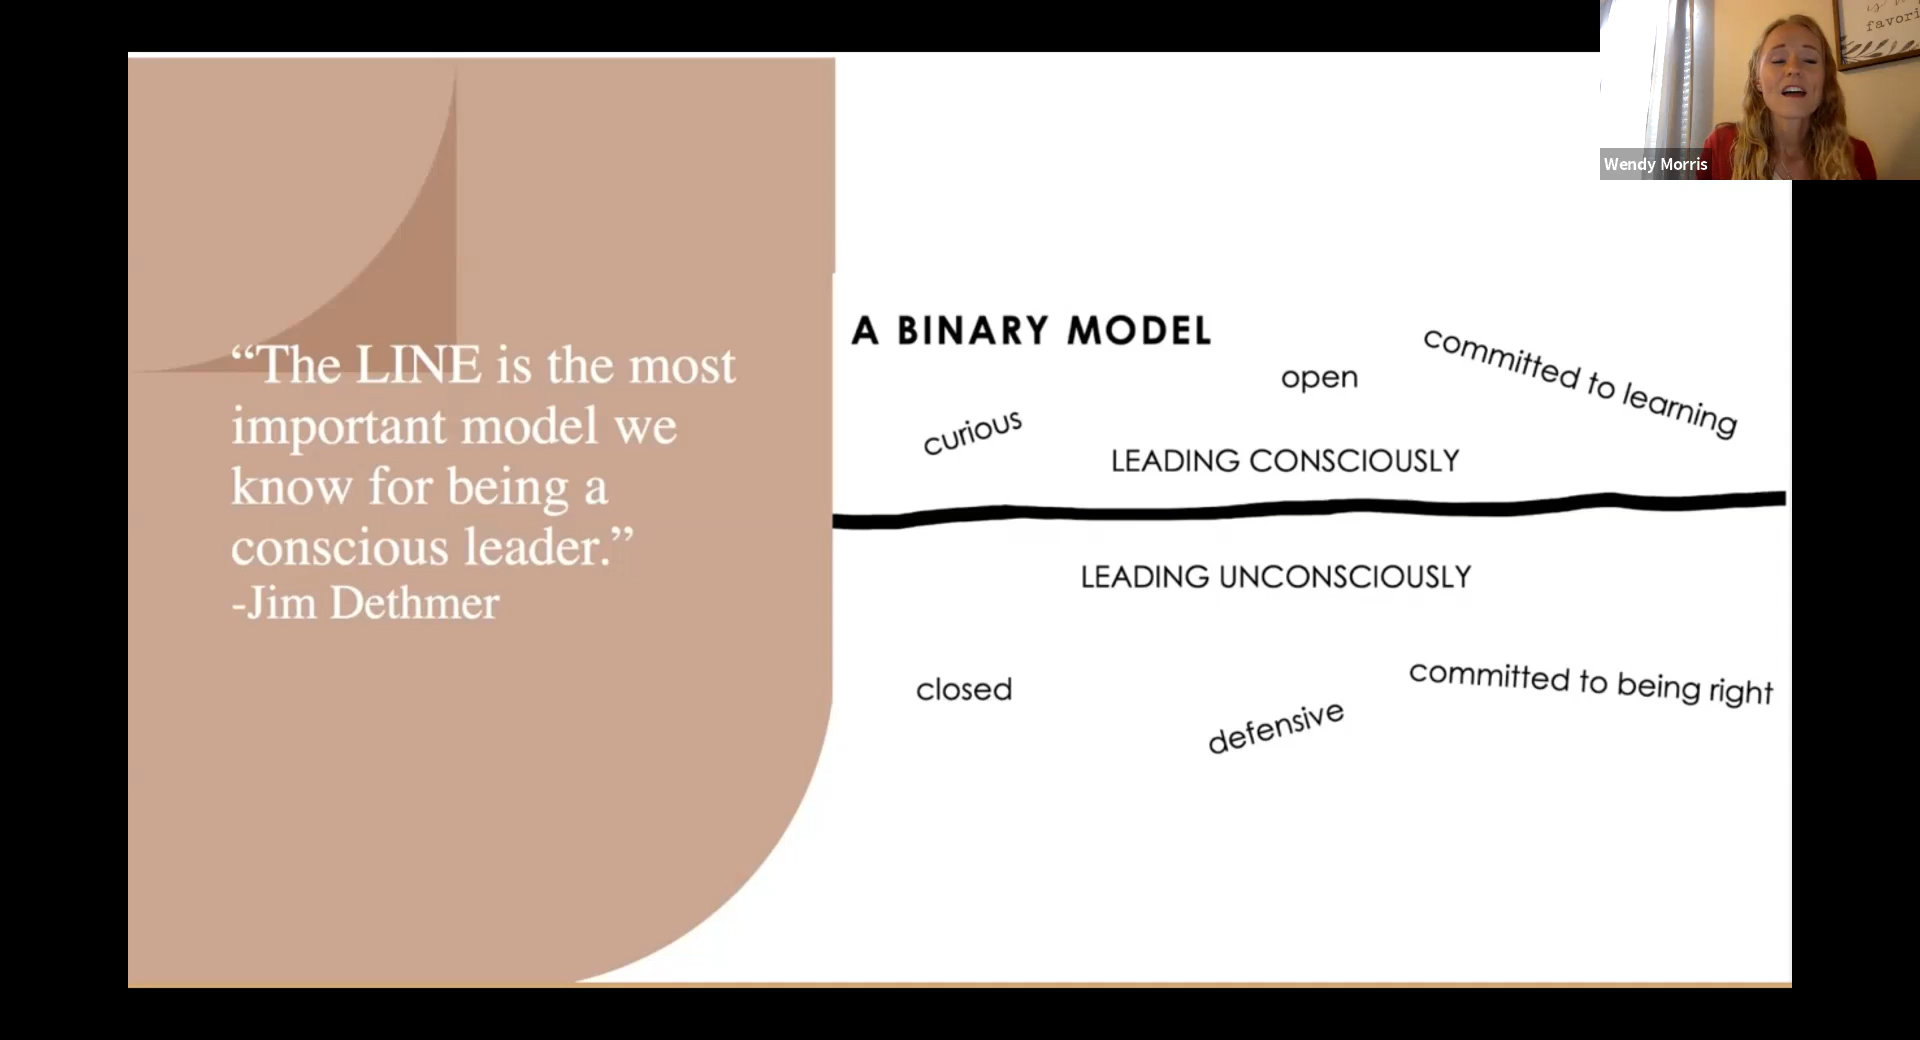 favori
Wendy Morris
“The LINE is the most
important model we
know for being a
conscious leader.”
-Jim Dethmer
A BINARY MODEL
committed to learning
open
curious
LEADING CONSCIOUSLY
LEADING UNCONSCIOUSLY
closed
committed to being right
defensive